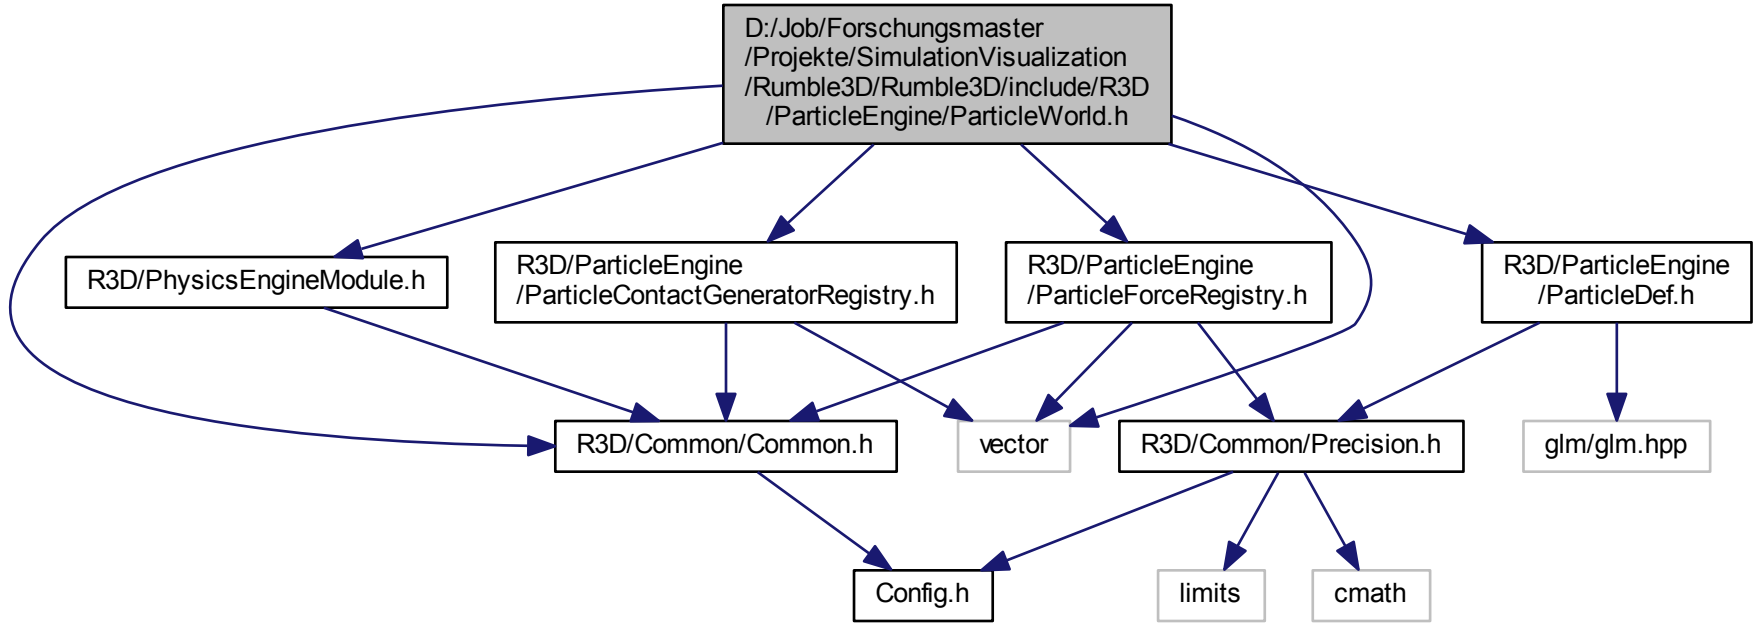 D:/Job/Forschungsmaster
/Projekte/SimulationVisualization
/Rumble3D/Rumble3D/include/R3D
/ParticleEngine/ParticleWorld.h
R3D/PhysicsEngineModule.h
R3D/ParticleEngine
/ParticleContactGeneratorRegistry.h
R3D/ParticleEngine
/ParticleForceRegistry.h
R3D/ParticleEngine
/ParticleDef.h
R3D/Common/Common.h
vector
R3D/Common/Precision.h
glm/glm.hpp
Config.h
limits
cmath